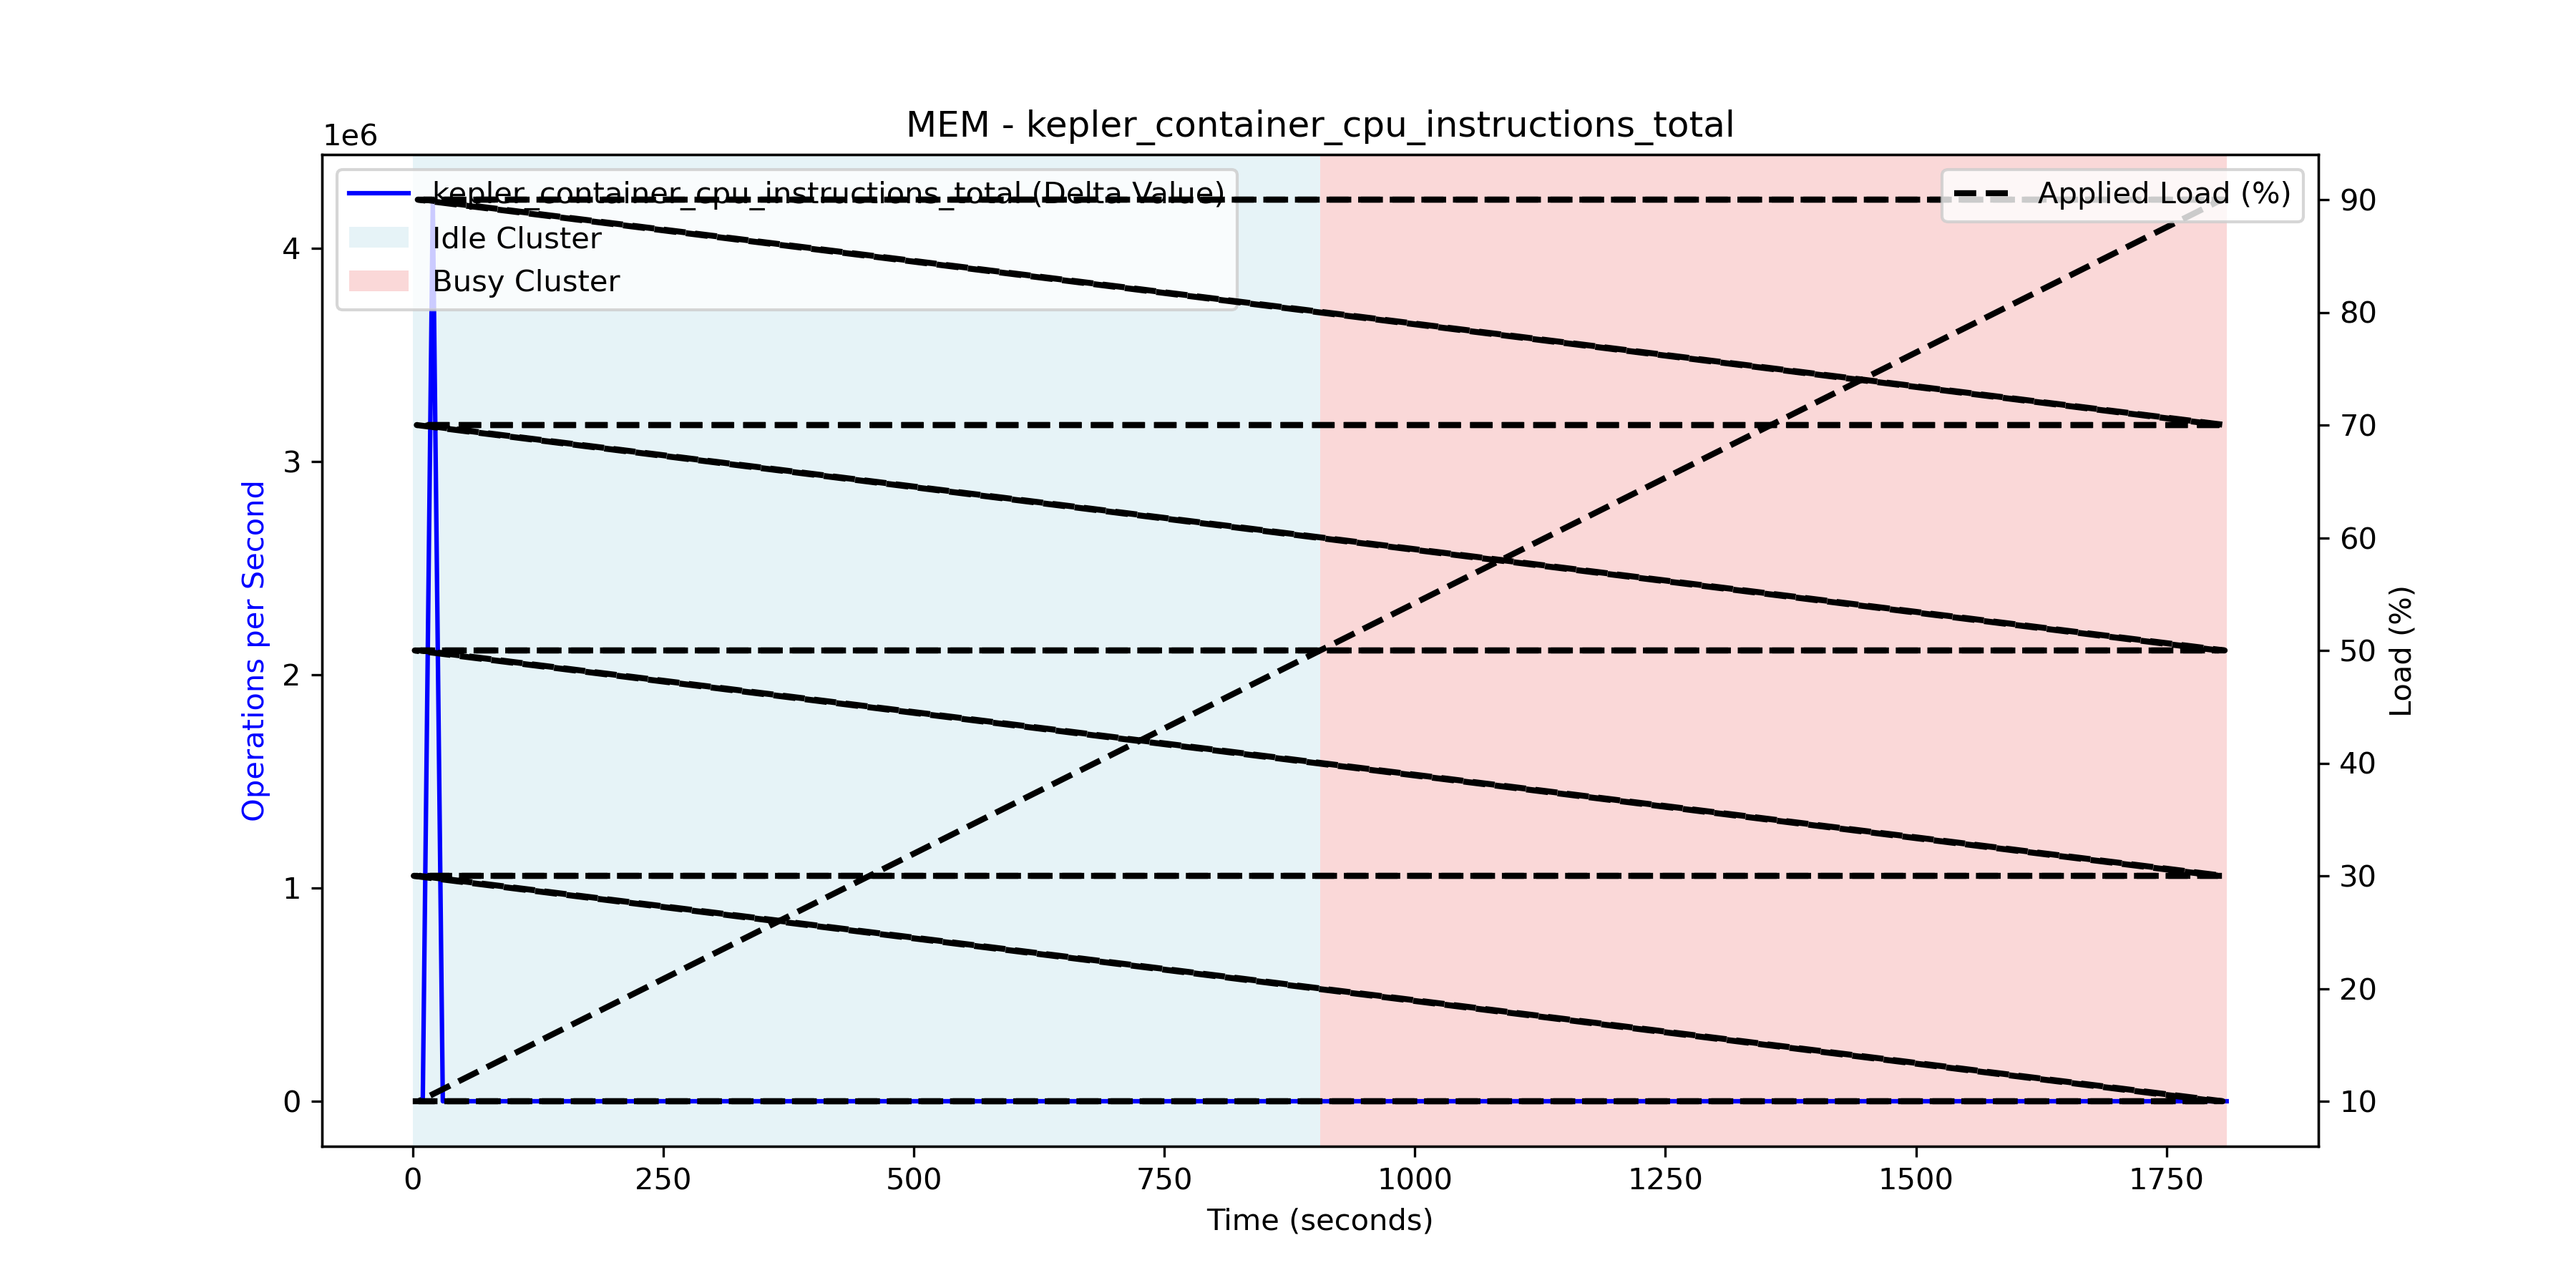 MEM - kepler_container_cpu_instructions_total
1e6
kepler_container_cpu_instructions_total (Delta Value)
Idle Cluster
Busy Cluster
Applied Load (%)
4
3
2
1
0
Operations per Second
90
80
70
60
50
40
30
20
10
Load (%)
0 250 500 750 1000 1250 1500 1750
Time (seconds)